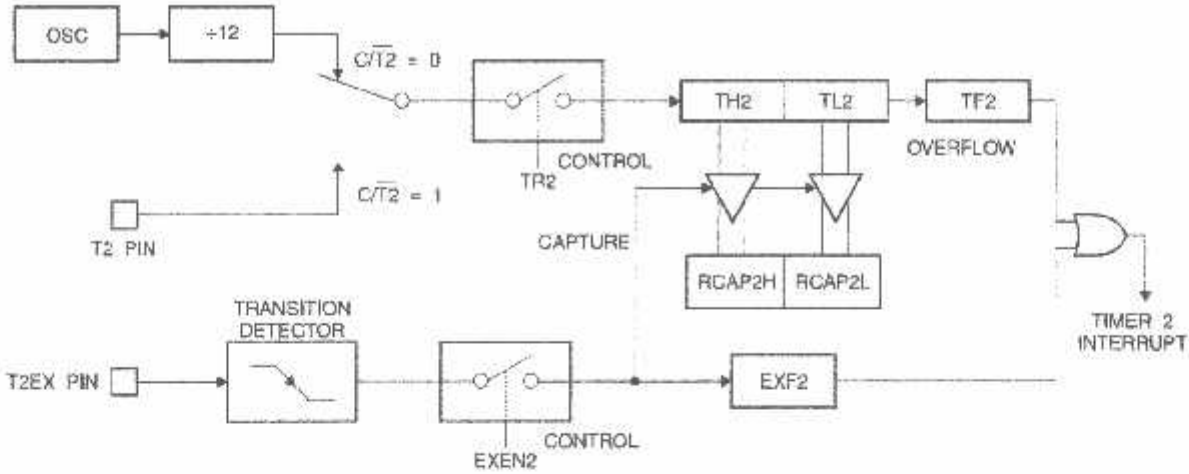 OSC
÷12
C/T2̅ = 0
TH2
TL2
TF2
OVERFLOW
CONTROL
TR2
C/T2̅ = 1
T2 PIN
CAPTURE
RCAP2H
RCAP2L
TRANSITION
DETECTOR
TIMER 2
INTERRUPT
T2EX PIN
EXF2
CONTROL
EXEN2